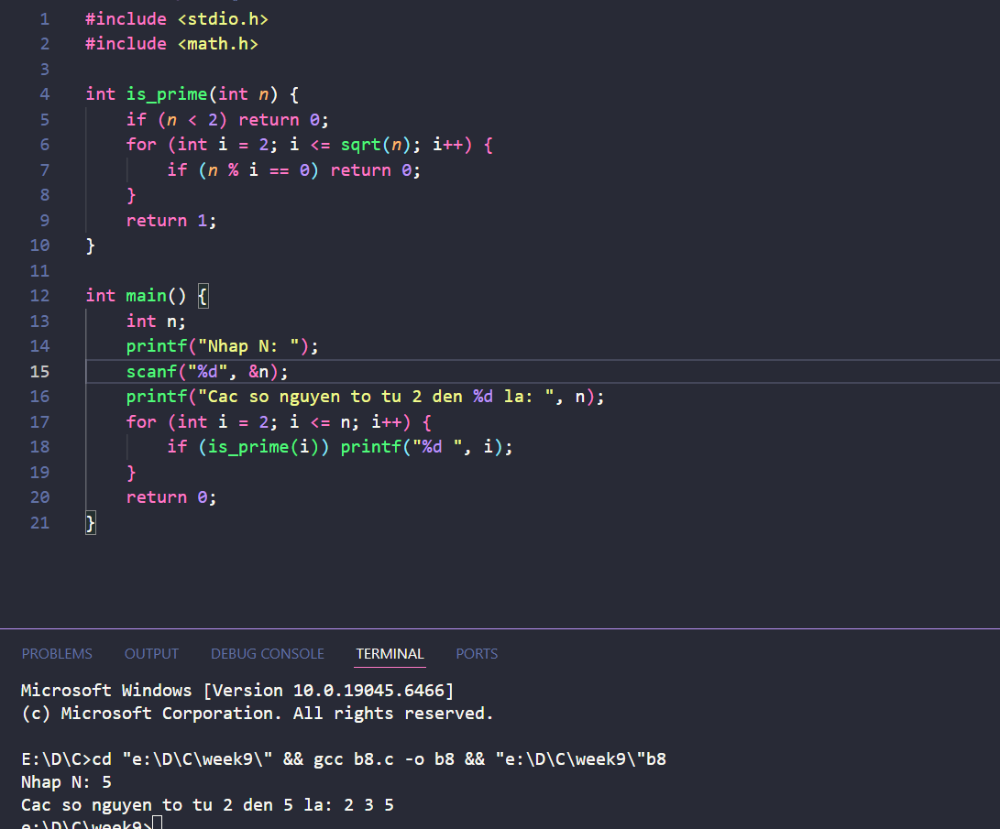 1 #include <stdio.h>
2 #include <math.h>
3
4 int is_prime(int n) {
5     if (n < 2) return 0;
6     for (int i = 2; i <= sqrt(n); i++) {
7         if (n % i == 0) return 0;
8     }
9     return 1;
10 }
11
12 int main() {
13     int n;
14     printf("Nhap N: ");
15     scanf("%d", &n);
16     printf("Cac so nguyen to tu 2 den %d la: ", n);
17     for (int i = 2; i <= n; i++) {
18         if (is_prime(i)) printf("%d ", i);
19     }
20     return 0;
21 }
PROBLEMS OUTPUT DEBUG CONSOLE TERMINAL PORTS
Microsoft Windows [Version 10.0.19045.6466]
(c) Microsoft Corporation. All rights reserved.
E:\D\C>cd "e:\D\C\week9\" && gcc b8.c -o b8 && "e:\D\C\week9\"b8
Nhap N: 5
Cac so nguyen to tu 2 den 5 la: 2 3 5
e:\D\C\week9>